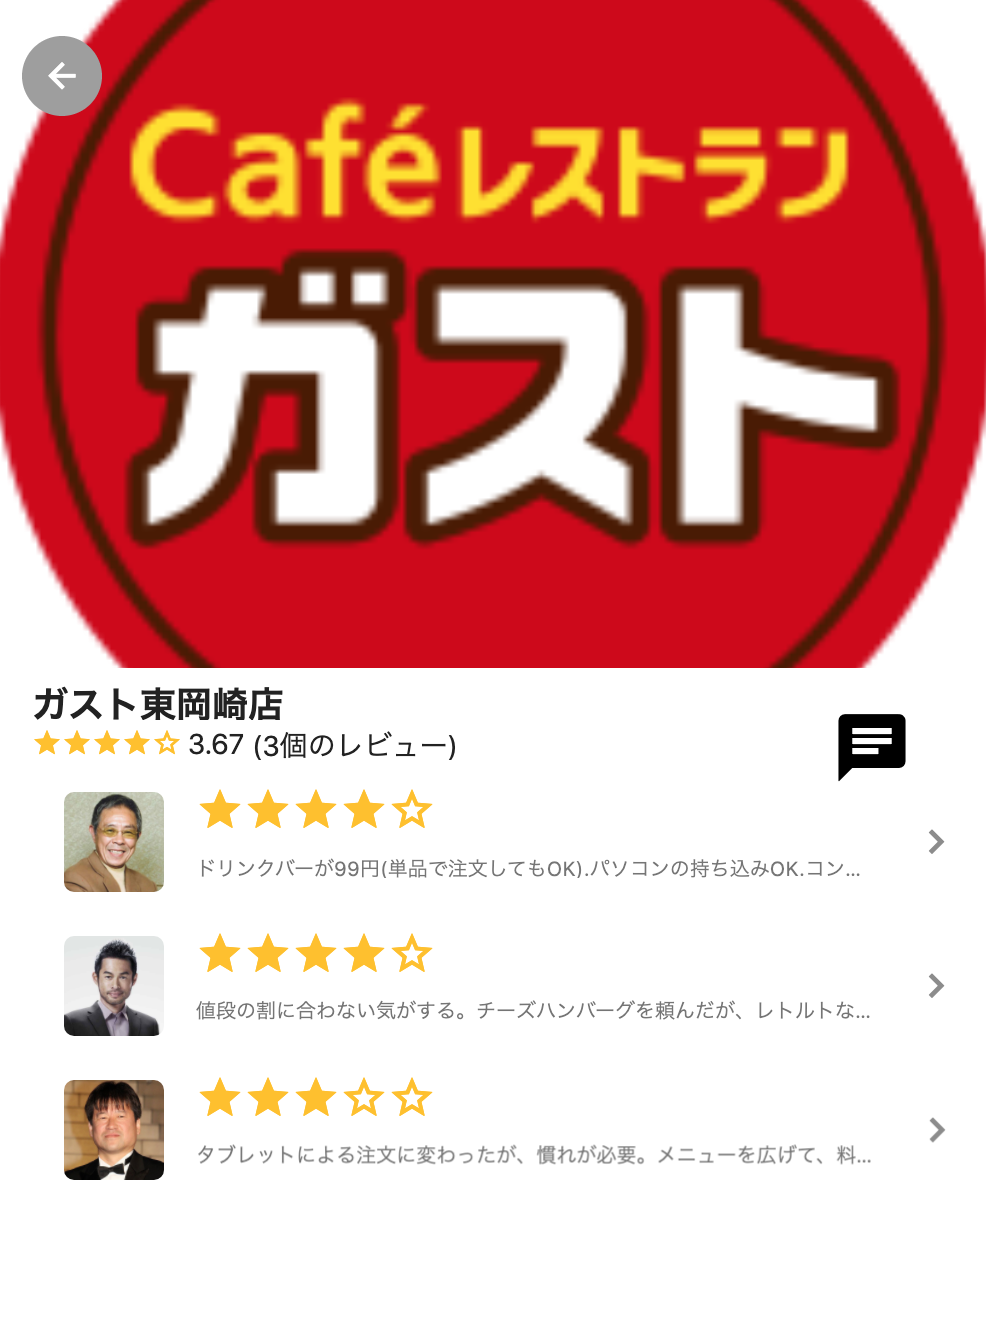 Caféレストラン
ガスト
ガスト東岡崎店
3.67 (3個のレビュー)
ドリンクバーが99円(単品で注文してもOK).パソコンの持ち込みOK.コン...
値段の割に合わない気がする。チーズハンバーグを頼んだが、レトルトな...
タブレットによる注文に変わったが、慣れが必要。メニューを広げて、料...